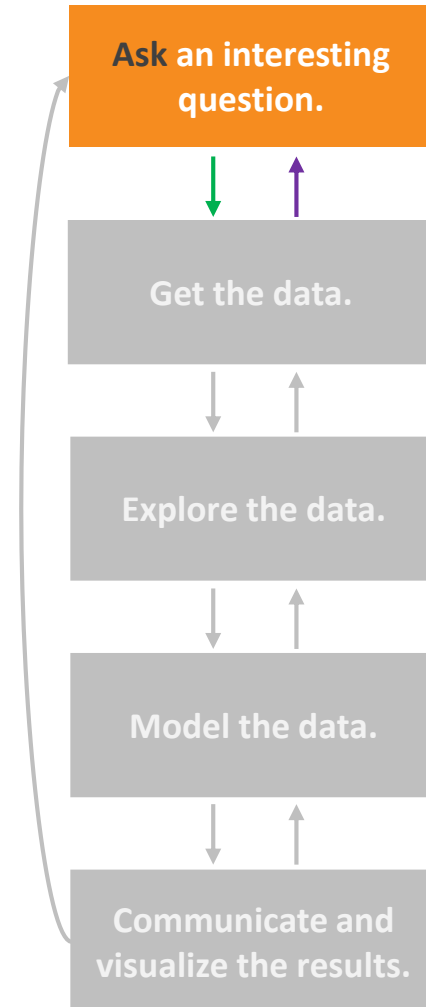 Ask an interesting
question.
Get the data.
Explore the data.
Model the data.
Communicate and
visualize the results.